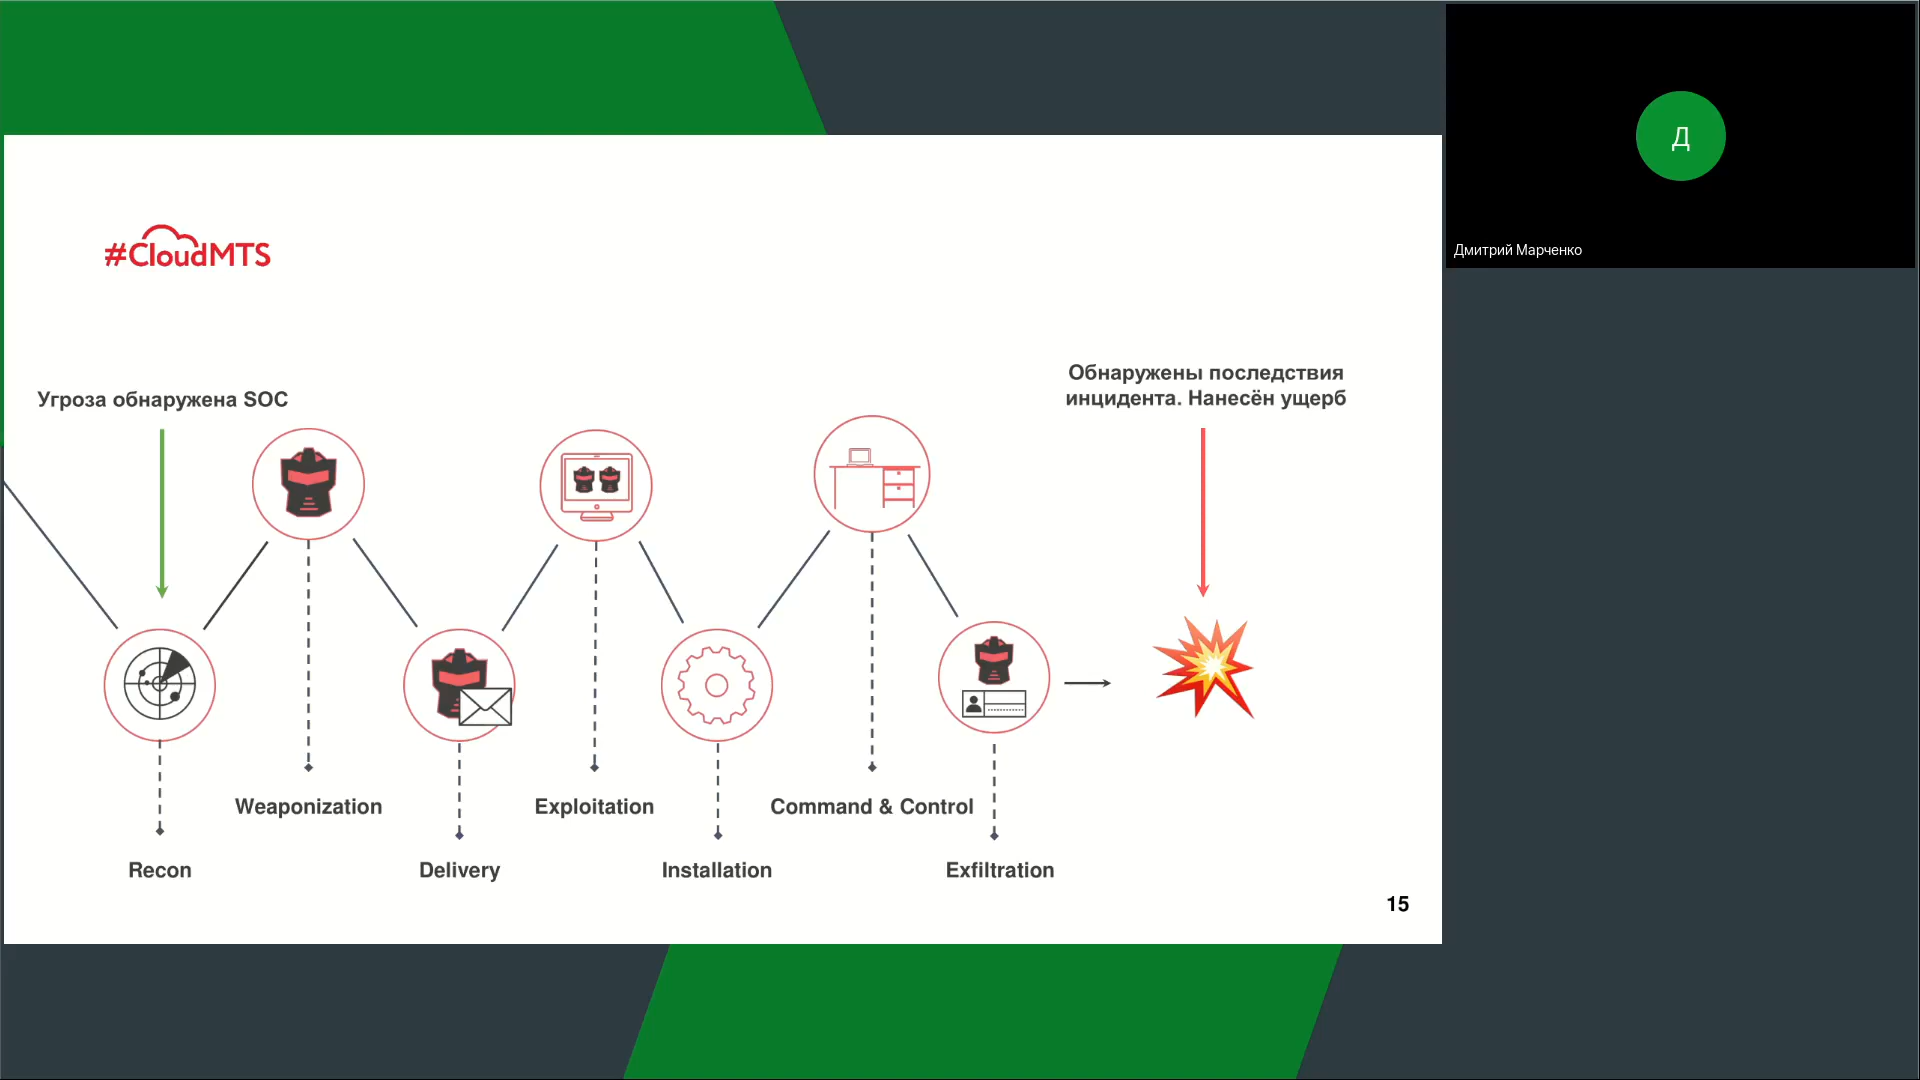 #CloudMTS
Угроза обнаружена SOC
Обнаружены последствия
инцидента. Нанесён ущерб
Weaponization
Exploitation
Command & Control
Recon
Delivery
Installation
Exfiltration
15
Д
Дмитрий Марченко